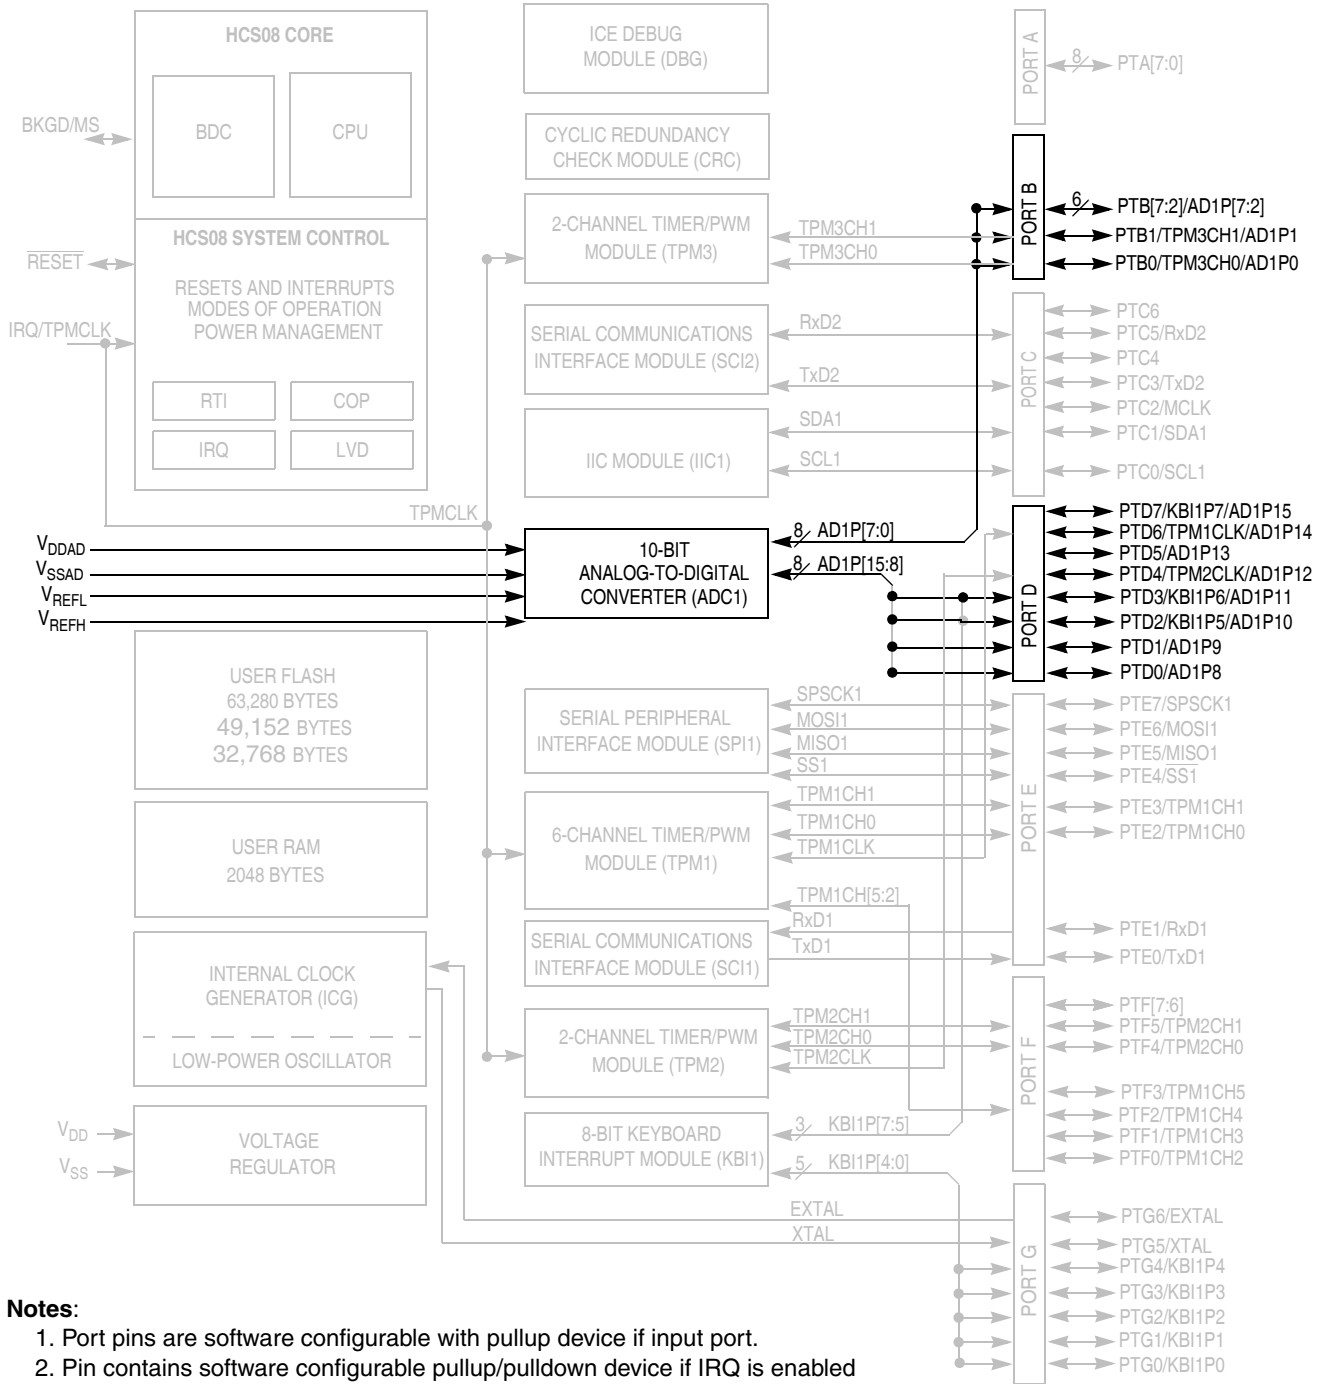 HCS08 CORE
BDC
CPU
BKGD/MS
HCS08 SYSTEM CONTROL
RESET
RESETS AND INTERRUPTS
MODES OF OPERATION
POWER MANAGEMENT
IRQ/TPMCLK
RTI
COP
IRQ
LVD
TPMCLK
VDDAD
VSSAD
VREFL
VREFH
USER FLASH
63,280 BYTES
49,152 BYTES
32,768 BYTES
USER RAM
2048 BYTES
INTERNAL CLOCK
GENERATOR (ICG)
LOW-POWER OSCILLATOR
VDD
VSS
VOLTAGE
REGULATOR
ICE DEBUG
MODULE (DBG)
CYCLIC REDUNDANCY
CHECK MODULE (CRC)
2-CHANNEL TIMER/PWM
MODULE (TPM3)
TPM3CH1
TPM3CH0
SERIAL COMMUNICATIONS
INTERFACE MODULE (SCI2)
RxD2
TxD2
IIC MODULE (IIC1)
SDA1
SCL1
10-BIT
ANALOG-TO-DIGITAL
CONVERTER (ADC1)
8 AD1P[7:0]
8 AD1P[15:8]
SERIAL PERIPHERAL
INTERFACE MODULE (SPI1)
SPSCK1
MOSI1
MISO1
SS1
6-CHANNEL TIMER/PWM
MODULE (TPM1)
TPM1CH1
TPM1CH0
TPM1CLK
TPM1CH[5:2]
SERIAL COMMUNICATIONS
INTERFACE MODULE (SCI1)
RxD1
TxD1
2-CHANNEL TIMER/PWM
MODULE (TPM2)
TPM2CH1
TPM2CH0
TPM2CLK
8-BIT KEYBOARD
INTERRUPT MODULE (KBI1)
3 KBI1P[7:5]
5 KBI1P[4:0]
EXTAL
XTAL
PORT A
8 PTA[7:0]
PORT B
6 PTB[7:2]/AD1P[7:2]
PTB1/TPM3CH1/AD1P1
PTB0/TPM3CH0/AD1P0
PORT C
PTC6
PTC5/RxD2
PTC4
PTC3/TxD2
PTC2/MCLK
PTC1/SDA1
PTC0/SCL1
PORT D
PTD7/KBI1P7/AD1P15
PTD6/TPM1CLK/AD1P14
PTD5/AD1P13
PTD4/TPM2CLK/AD1P12
PTD3/KBI1P6/AD1P11
PTD2/KBI1P5/AD1P10
PTD1/AD1P9
PTD0/AD1P8
PORT E
PTE7/SPSCK1
PTE6/MOSI1
PTE5/MISO1
PTE4/SS1
PTE3/TPM1CH1
PTE2/TPM1CH0
PTE1/RxD1
PTE0/TxD1
PORT F
PTF[7:6]
PTF5/TPM2CH1
PTF4/TPM2CH0
PTF3/TPM1CH5
PTF2/TPM1CH4
PTF1/TPM1CH3
PTF0/TPM1CH2
PORT G
PTG6/EXTAL
PTG5/XTAL
PTG4/KBI1P4
PTG3/KBI1P3
PTG2/KBI1P2
PTG1/KBI1P1
PTG0/KBI1P0
Notes:
1. Port pins are software configurable with pullup device if input port.
2. Pin contains software configurable pullup/pulldown device if IRQ is enabled